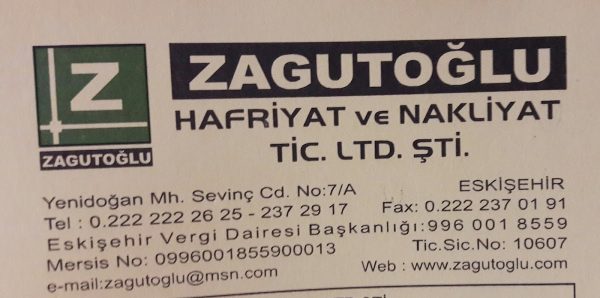 Z
ZAGUTOĞLU
ZAGUTOĞLU
HAFRİYAT ve NAKLİYAT
TİC. LTD. ŞTİ.
Yenidoğan Mh. Sevinç Cd. No:7/A ESKİŞEHİR
Tel : 0.222 222 26 25 - 237 29 17 Fax: 0.222 237 01 91
Eskişehir Vergi Dairesi Başkanlığı:996 001 8559
Mersis No: 0996001855900013 Tic.Sic.No: 10607
e-mail:zagutoglu@msn.com Web : www.zagutoglu.com